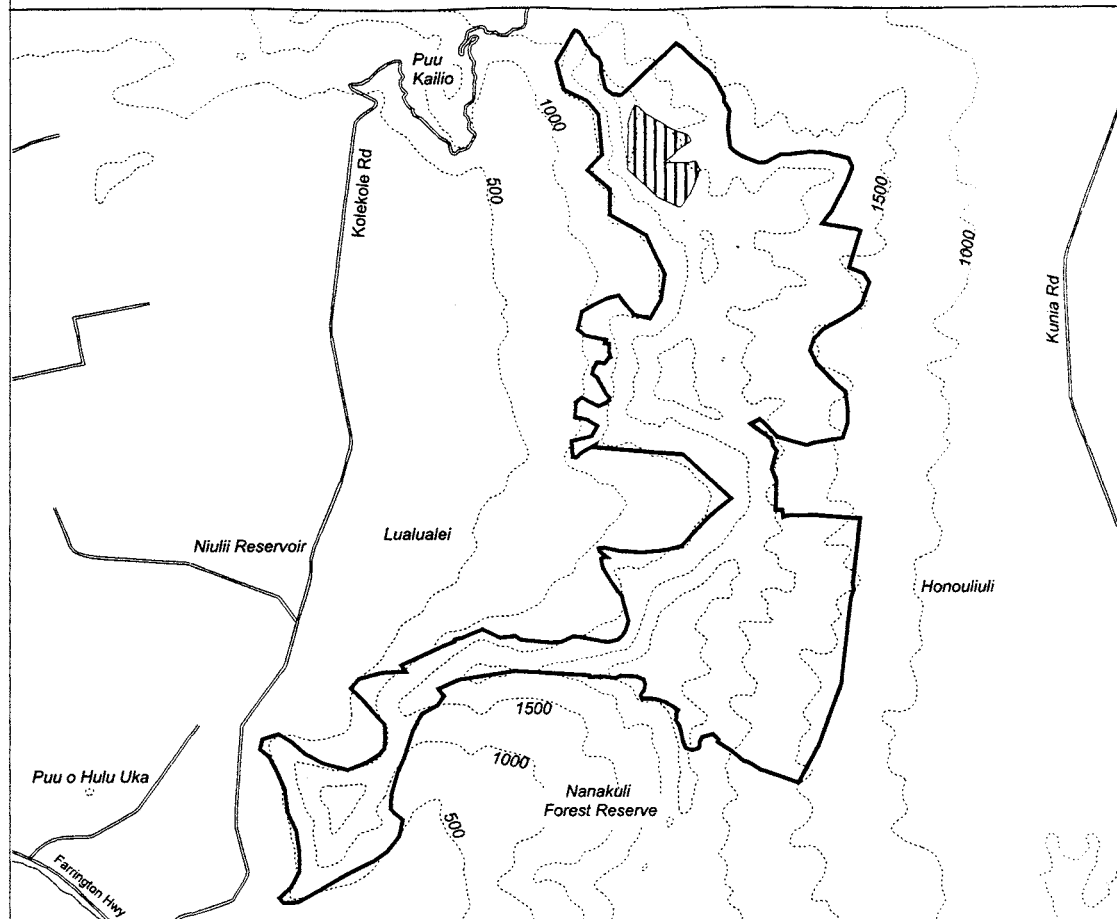 Puu
Kailio
1000
Kolekole Rd
500
1500
1000
Kunia Rd
Niulii Reservoir
Lualualei
Honouliuli
1500
1000
Puu o Hulu Uka
Nanakuli
Forest Reserve
500
Farrington Hwy